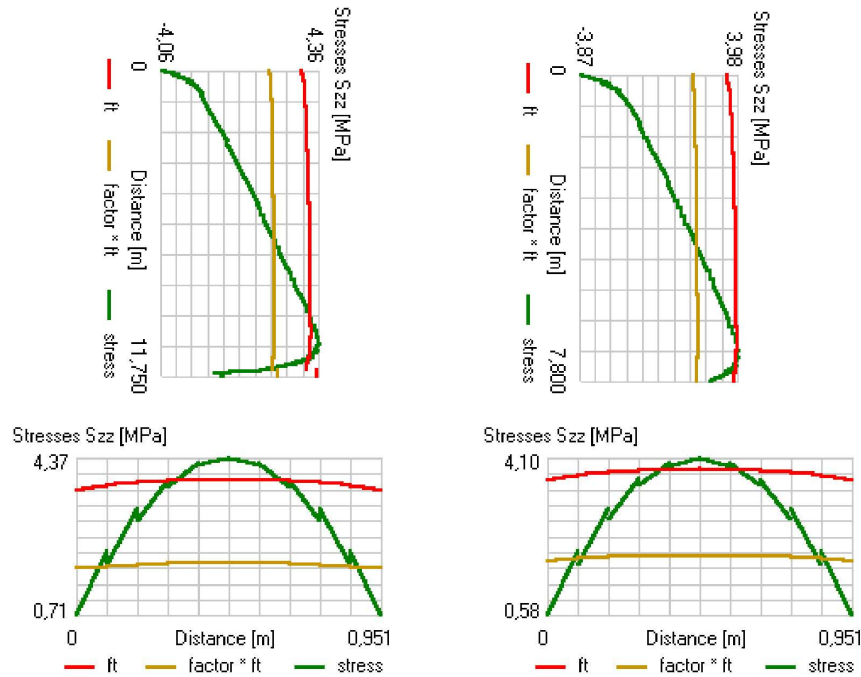 Stresses Szz [MPa]
-4,06
4,36
0
Distance [m]
11,750
ft
factor * ft
stress
Stresses Szz [MPa]
-3,87
3,98
0
Distance [m]
7,800
ft
factor * ft
stress
Stresses Szz [MPa]
4,37
0,71
0
Distance [m]
0,951
ft
factor * ft
stress
Stresses Szz [MPa]
4,10
0,58
0
Distance [m]
0,951
ft
factor * ft
stress